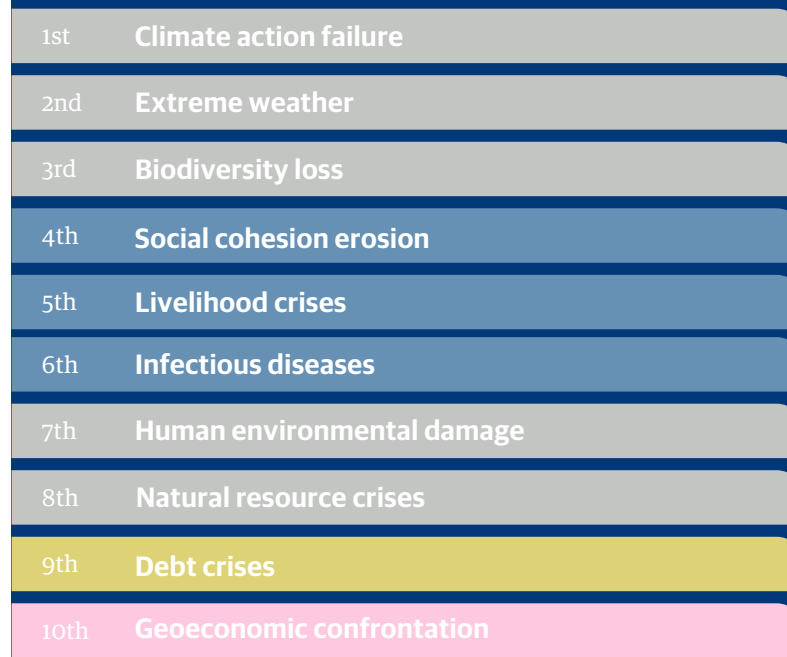 1st Climate action failure
2nd Extreme weather
3rd Biodiversity loss
4th Social cohesion erosion
5th Livelihood crises
6th Infectious diseases
7th Human environmental damage
8th Natural resource crises
9th Debt crises
10th Geoeconomic confrontation